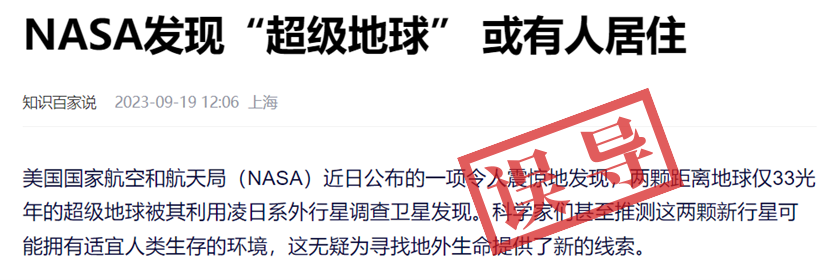 NASA发现“超级地球” 或有人居住
知识百家说 2023-09-19 12:06 上海
美国国家航空和航天局（NASA）近日公布的一项令人震惊地发现，两颗距离地球仅33光
年的超级地球被其利用凌日系外行星调查卫星发现。科学家们甚至推测这两颗新行星可
能拥有适宜人类生存的环境，这无疑为寻找地外生命提供了新的线索。
误导